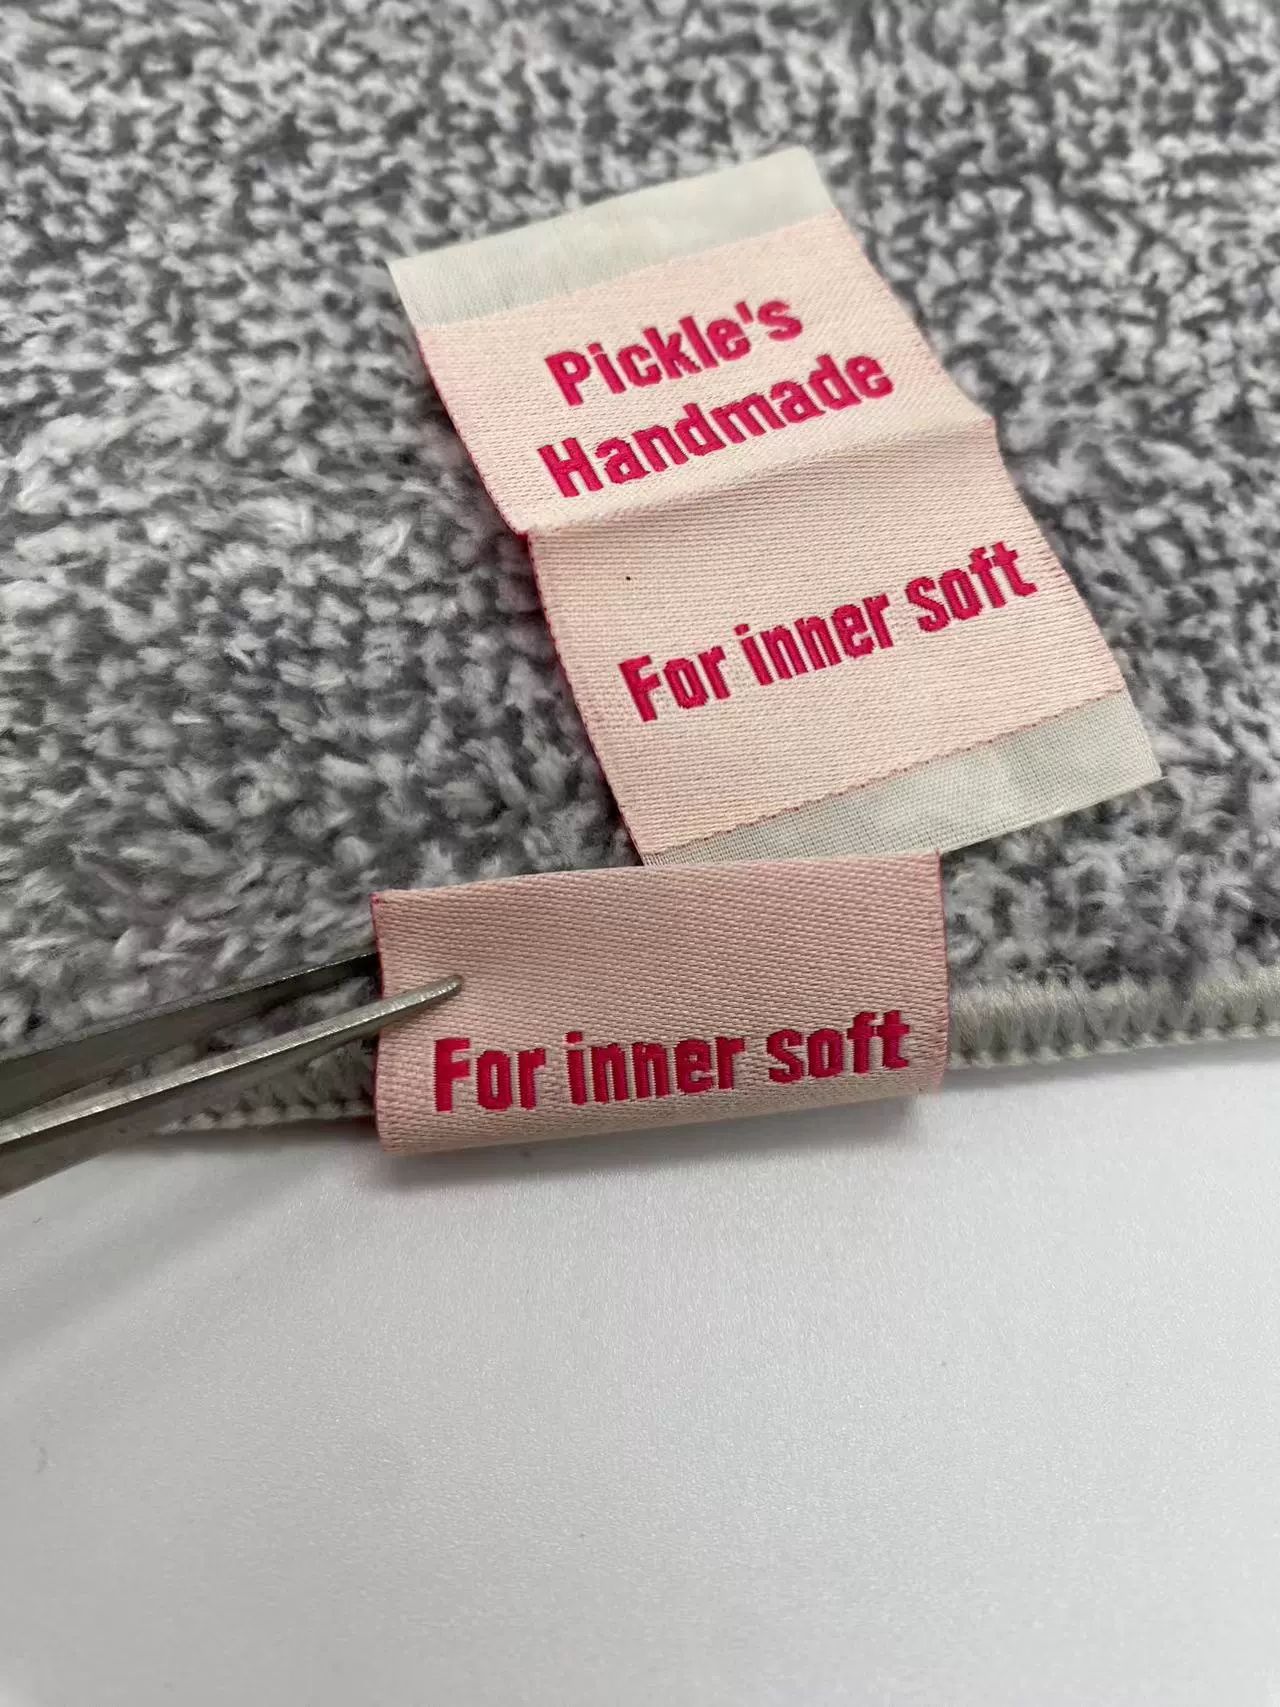 Pickle's
Handmade
For inner soft
For inner soft